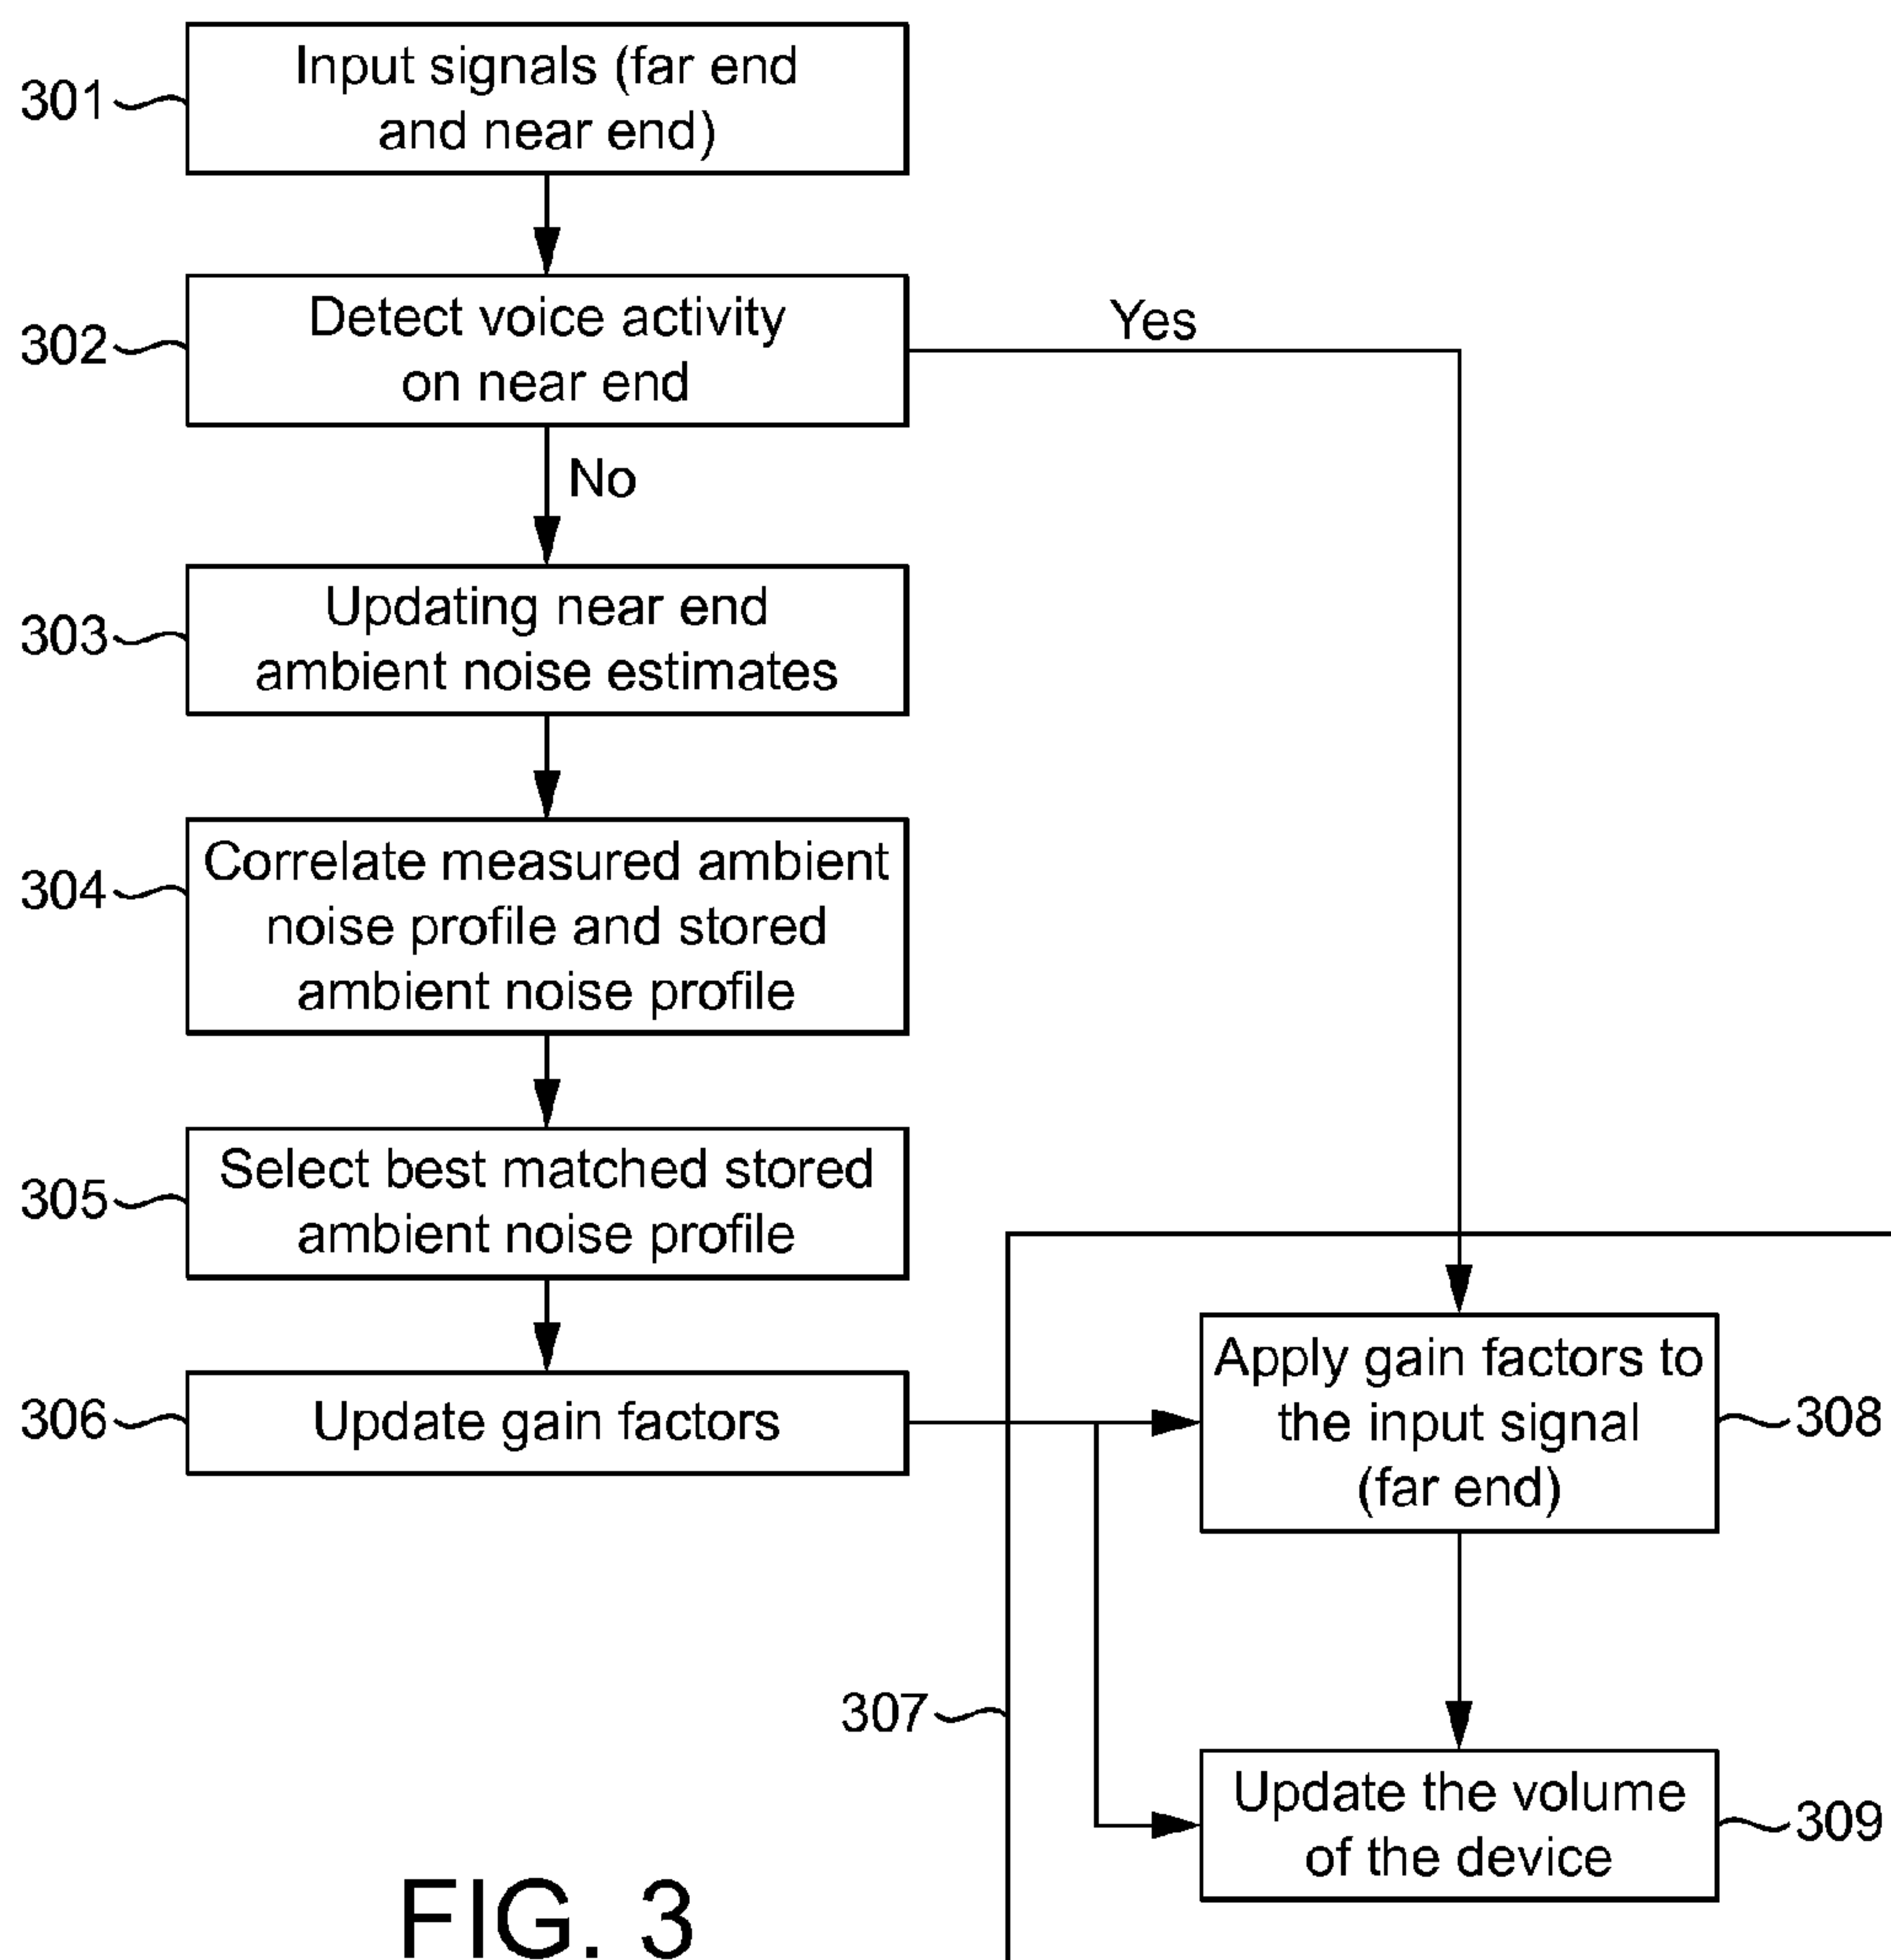 301
Input signals (far end
and near end)
302
Detect voice activity
on near end
Yes
No
303
Updating near end
ambient noise estimates
304
Correlate measured ambient
noise profile and stored
ambient noise profile
305
Select best matched stored
ambient noise profile
306
Update gain factors
Apply gain factors to
the input signal
(far end)
308
307
Update the volume
of the device
309
FIG. 3